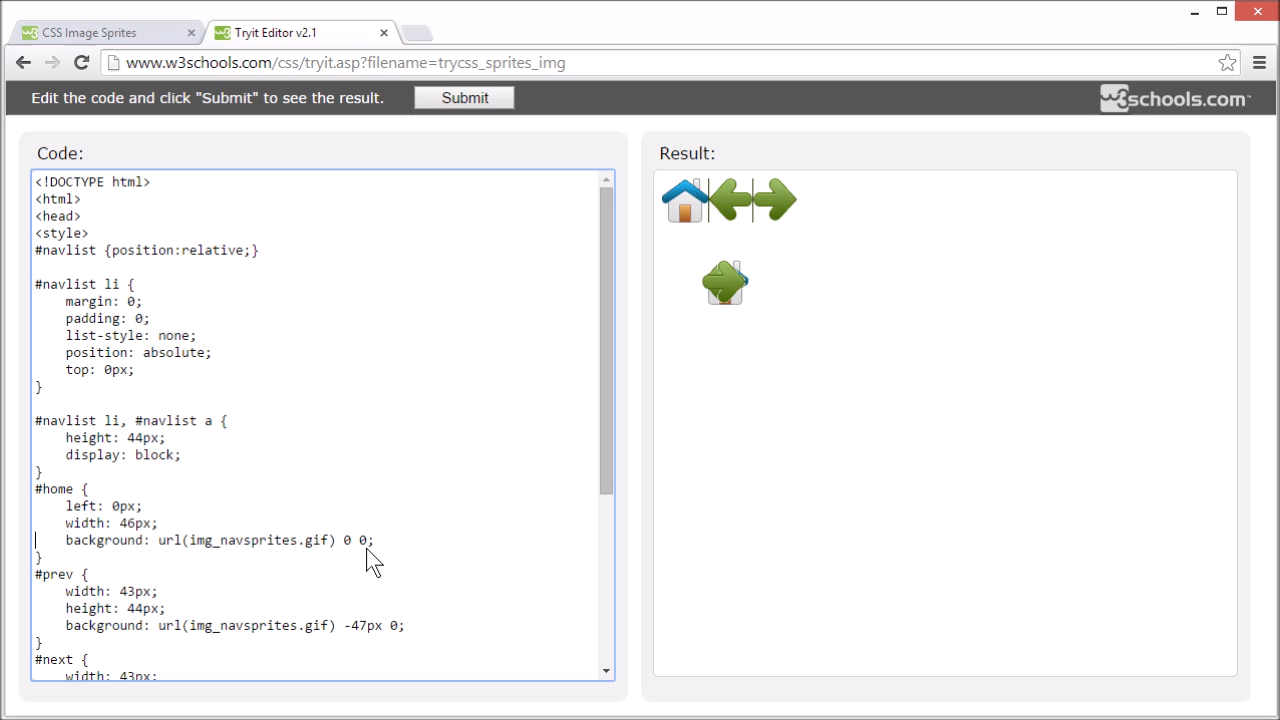 CSS Image Sprites
Tryit Editor v2.1
www.w3schools.com/css/tryit.asp?filename=trycss_sprites_img
Edit the code and click "Submit" to see the result.
Submit
w3schools.com
Code:
<!DOCTYPE html>
<html>
<head>
<style>
#navlist {position:relative;}
#navlist li {
margin: 0;
padding: 0;
list-style: none;
position: absolute;
top: 0px;
}
#navlist li, #navlist a {
height: 44px;
display: block;
}
#home {
left: 0px;
width: 46px;
background: url(img_navsprites.gif) 0 0;
}
#prev {
width: 43px;
height: 44px;
background: url(img_navsprites.gif) -47px 0;
}
#next {
width: 43px;
Result: